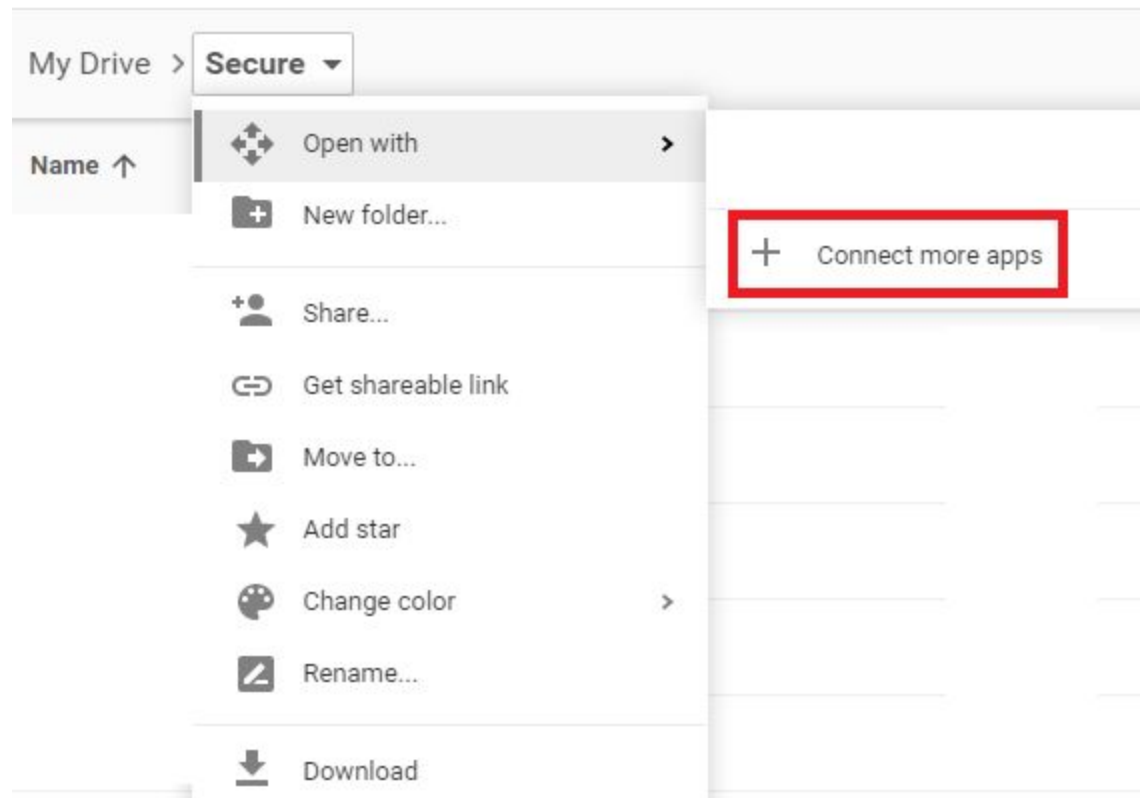 My Drive > Secure
Name
Open with
New folder...
Connect more apps
Share...
Get shareable link
Move to...
Add star
Change color
Rename...
Download